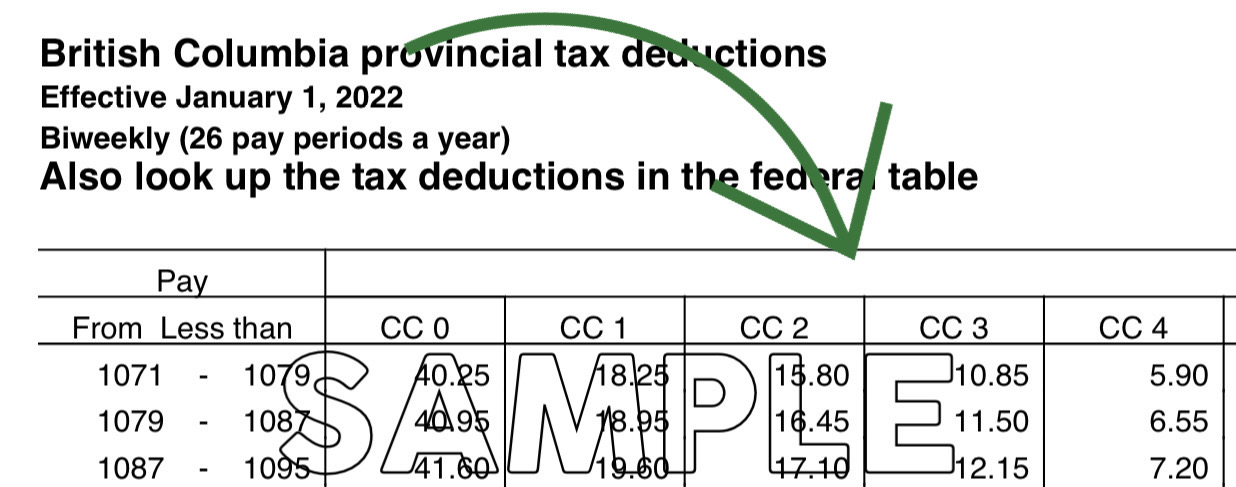 British Columbia provincial tax deductions
Effective January 1, 2022
Biweekly (26 pay periods a year)
Also look up the tax deductions in the federal table
Pay
From Less than CC 0 CC 1 CC 2 CC 3 CC 4
1071 - 1079 40.25 18.25 15.80 10.85 5.90
1079 - 1087 40.95 18.95 16.45 11.50 6.55
1087 - 1095 41.60 19.60 17.10 12.15 7.20
SAMPLE